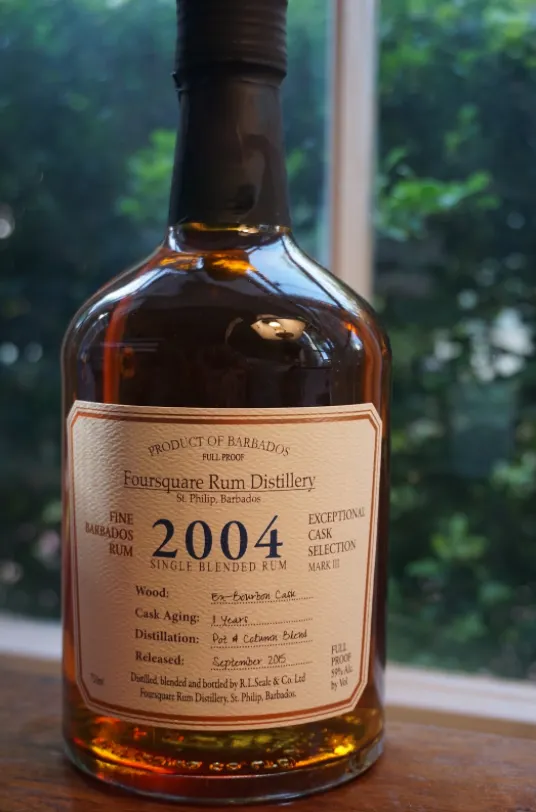 PRODUCT OF BARBADOS
FULL PROOF
Foursquare Rum Distillery
St. Philip, Barbados
FINE
BARBADOS
RUM
2004
SINGLE BLENDED RUM
EXCEPTIONAL
CASK
SELECTION
MARK III
Wood: Ex-Bourbon Cask
Cask Aging: 11 Years
Distillation: Pot & Column Blend
Released: September 2015
FULL
PROOF
59% Alc.
by Vol
Distilled, blended and bottled by R.L.Seale & Co. Ltd
Foursquare Rum Distillery, St. Philip, Barbados.